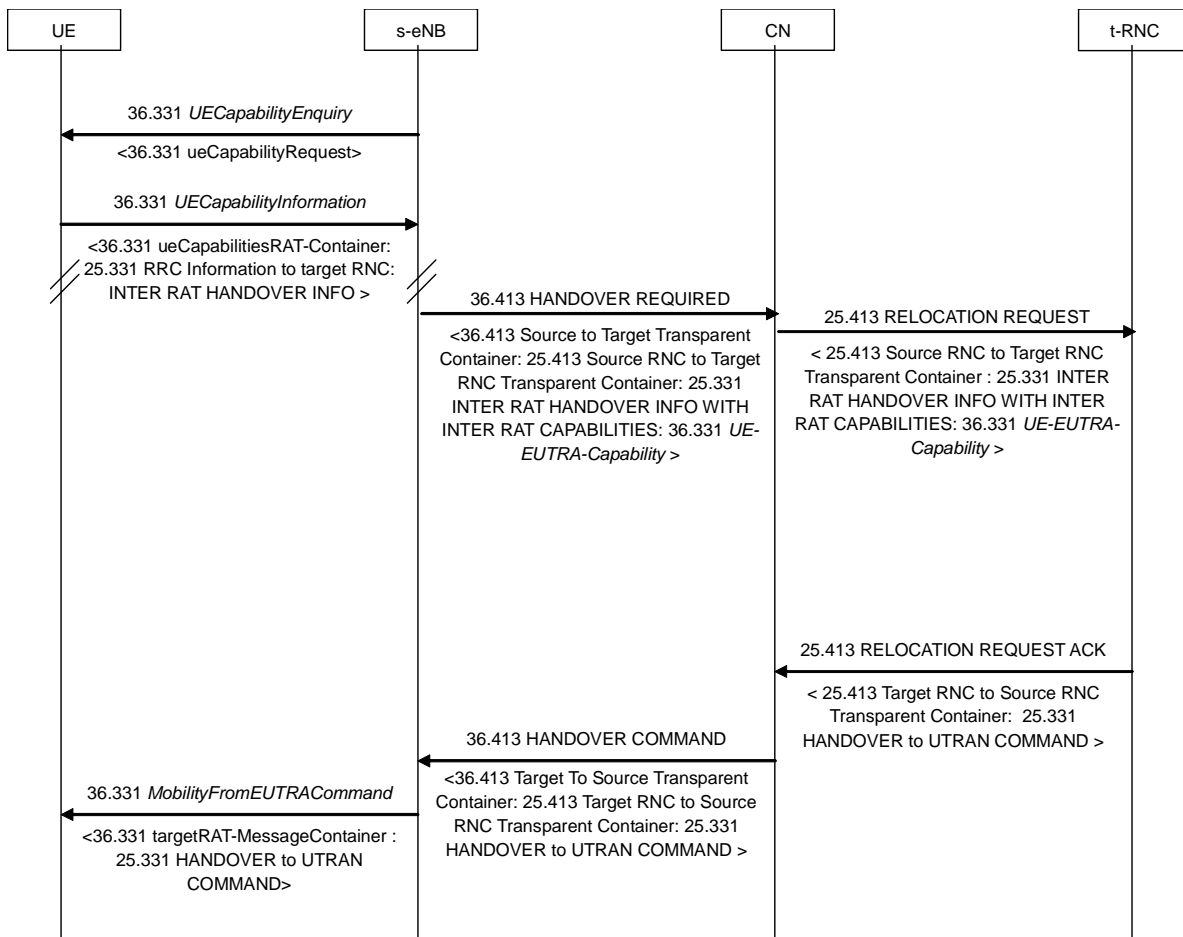 UE
s-eNB
CN
t-RNC
36.331 UECapabilityEnquiry
<36.331 ueCapabilityRequest>
36.331 UECapabilityInformation
<36.331 ueCapabilitiesRAT-Container:
25.331 RRC Information to target RNC:
INTER RAT HANDOVER INFO >
36.413 HANDOVER REQUIRED
<36.413 Source to Target Transparent
Container: 25.413 Source RNC to Target
RNC Transparent Container: 25.331
INTER RAT HANDOVER INFO WITH
INTER RAT CAPABILITIES: 36.331 UE-
EUTRA-Capability >
25.413 RELOCATION REQUEST
< 25.413 Source RNC to Target RNC
Transparent Container : 25.331 INTER
RAT HANDOVER INFO WITH INTER
RAT CAPABILITIES: 36.331 UE-EUTRA-
Capability >
25.413 RELOCATION REQUEST ACK
< 25.413 Target RNC to Source RNC
Transparent Container:  25.331
HANDOVER to UTRAN COMMAND >
36.413 HANDOVER COMMAND
<36.413 Target To Source Transparent
Container: 25.413 Target RNC to Source
RNC Transparent Container: 25.331
HANDOVER to UTRAN COMMAND >
36.331 MobilityFromEUTRACommand
<36.331 targetRAT-MessageContainer :
25.331 HANDOVER to UTRAN
COMMAND>